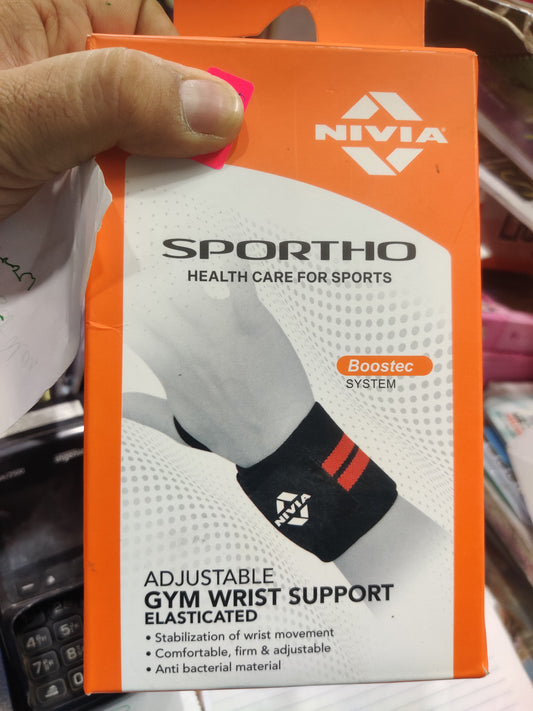 NIVIA®
SPORTHO
HEALTH CARE FOR SPORTS
Boostec
SYSTEM
NIVIA
ADJUSTABLE
GYM WRIST SUPPORT
ELASTICATED
• Stabilization of wrist movement
• Comfortable, firm & adjustable
• Anti bacterial material